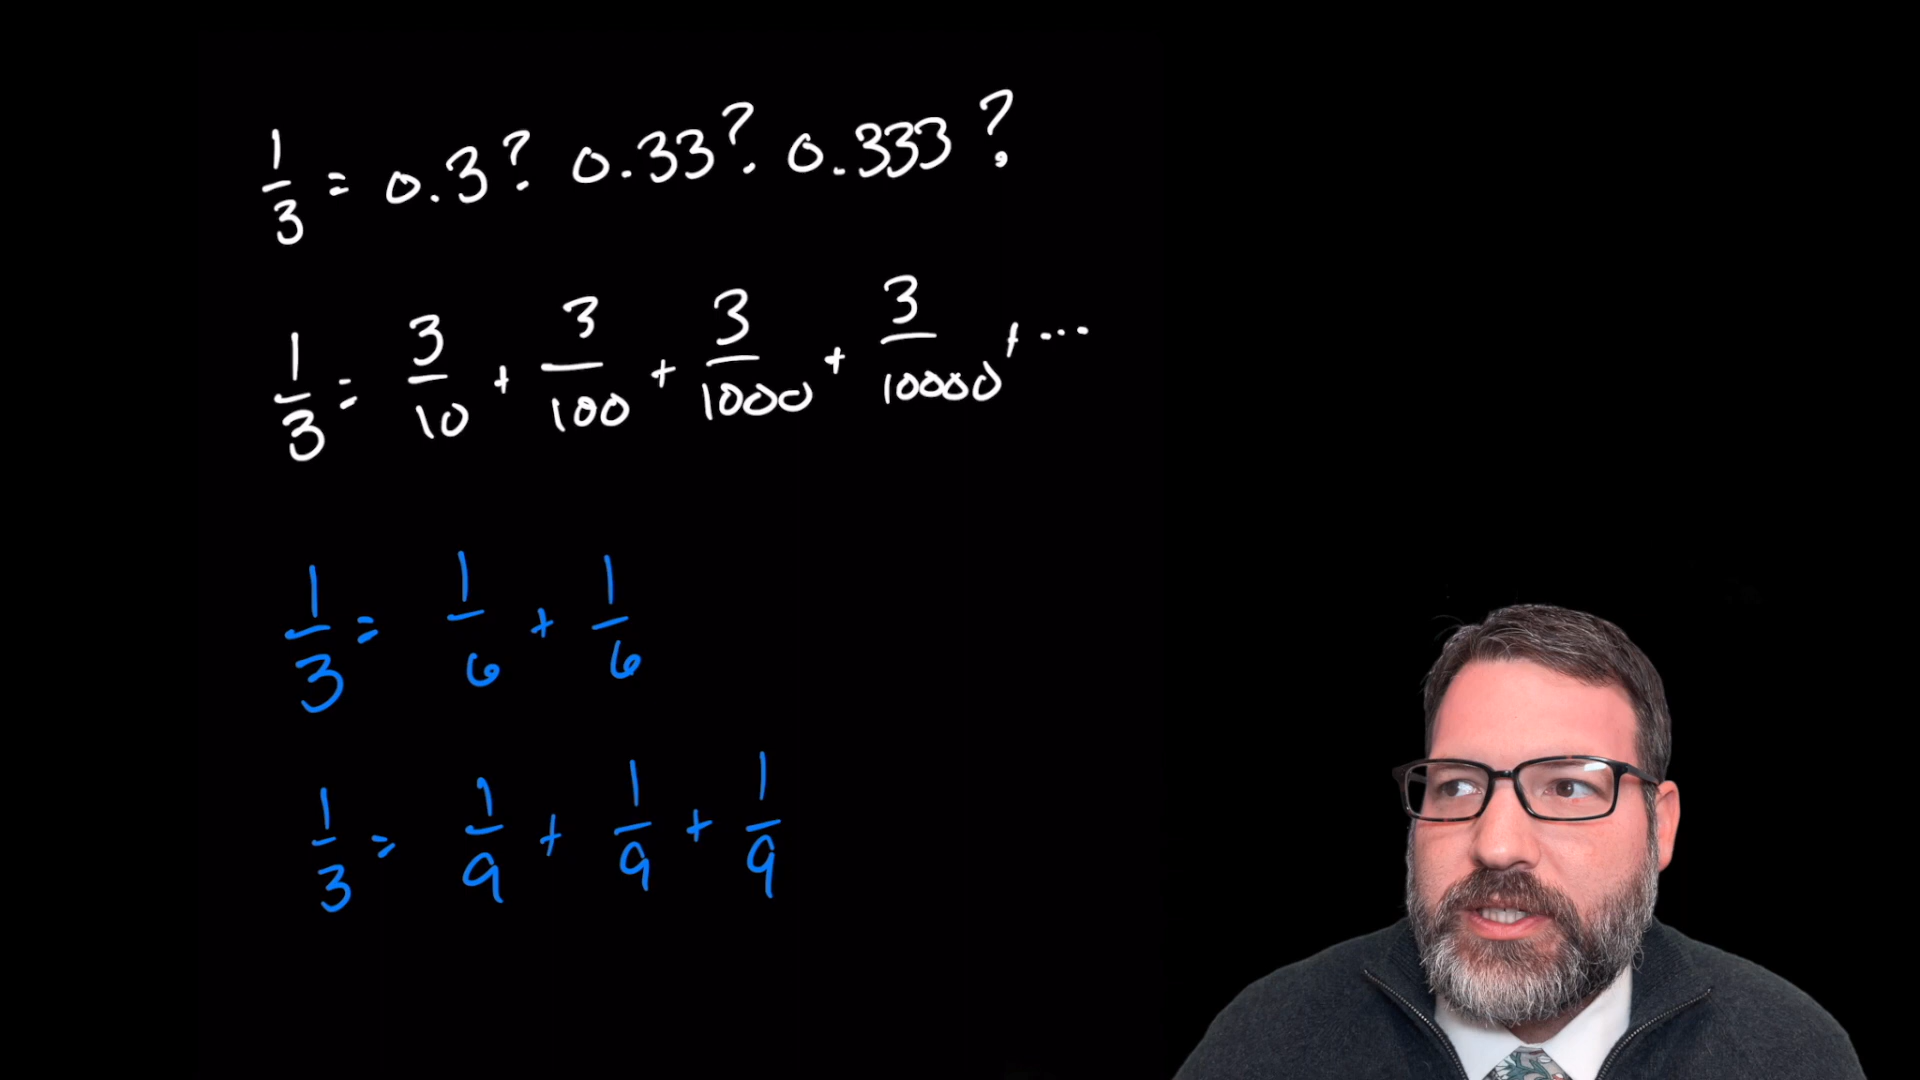 1/3 = 0.3? 0.33? 0.333?
1/3 = 3/10 + 3/100 + 3/1000 + 3/10000 + ...
1/3 = 1/6 + 1/6
1/3 = 1/9 + 1/9 + 1/9